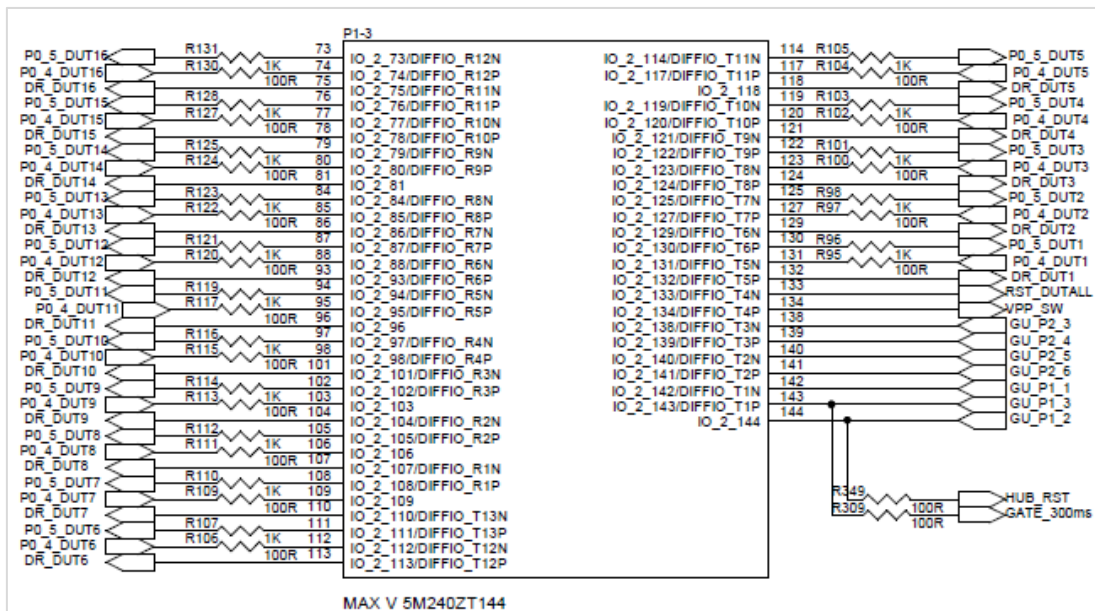 P1-3
P0_5_DUT16 R131 73 IO_2_73/DIFFIO_R12N IO_2_114/DIFFIO_T11N 114 R105 P0_5_DUT5
P0_4_DUT16 R130 1K 74 IO_2_74/DIFFIO_R12P IO_2_117/DIFFIO_T11P 117 R104 1K P0_4_DUT5
DR_DUT16 100R 75 IO_2_75/DIFFIO_R11N IO_2_118 118 100R DR_DUT5
P0_5_DUT15 R128 76 IO_2_76/DIFFIO_R11P IO_2_119/DIFFIO_T10N 119 R103 P0_5_DUT4
P0_4_DUT15 R127 1K 77 IO_2_77/DIFFIO_R10N IO_2_120/DIFFIO_T10P 120 R102 1K P0_4_DUT4
DR_DUT15 100R 78 IO_2_78/DIFFIO_R10P IO_2_121/DIFFIO_T9N 121 100R DR_DUT4
P0_5_DUT14 R125 79 IO_2_79/DIFFIO_R9N IO_2_122/DIFFIO_T9P 122 R101 P0_5_DUT3
P0_4_DUT14 R124 1K 80 IO_2_80/DIFFIO_R9P IO_2_123/DIFFIO_T8N 123 R100 1K P0_4_DUT3
DR_DUT14 100R 81 IO_2_81 IO_2_124/DIFFIO_T8P 124 100R DR_DUT3
P0_5_DUT13 R123 84 IO_2_84/DIFFIO_R8N IO_2_125/DIFFIO_T7N 125 R98 P0_5_DUT2
P0_4_DUT13 R122 1K 85 IO_2_85/DIFFIO_R8P IO_2_127/DIFFIO_T7P 127 R97 1K P0_4_DUT2
DR_DUT13 100R 86 IO_2_86/DIFFIO_R7N IO_2_129/DIFFIO_T6N 129 100R DR_DUT2
P0_5_DUT12 R121 87 IO_2_87/DIFFIO_R7P IO_2_130/DIFFIO_T6P 130 R96 P0_5_DUT1
P0_4_DUT12 R120 1K 88 IO_2_88/DIFFIO_R6N IO_2_131/DIFFIO_T5N 131 R95 1K P0_4_DUT1
DR_DUT12 100R 93 IO_2_93/DIFFIO_R6P IO_2_132/DIFFIO_T5P 132 100R DR_DUT1
P0_5_DUT11 R119 94 IO_2_94/DIFFIO_R5N IO_2_133/DIFFIO_T4N 133 RST_DUTALL
P0_4_DUT11 R117 1K 95 IO_2_95/DIFFIO_R5P IO_2_134/DIFFIO_T4P 134 VPP_SW
DR_DUT11 100R 96 IO_2_96 IO_2_138/DIFFIO_T3N 138 GU_P2_3
P0_5_DUT10 R116 97 IO_2_97/DIFFIO_R4N IO_2_139/DIFFIO_T3P 139 GU_P2_4
P0_4_DUT10 R115 1K 98 IO_2_98/DIFFIO_R4P IO_2_140/DIFFIO_T2N 140 GU_P2_5
DR_DUT10 100R 101 IO_2_101/DIFFIO_R3N IO_2_141/DIFFIO_T2P 141 GU_P2_6
P0_5_DUT9 R114 102 IO_2_102/DIFFIO_R3P IO_2_142/DIFFIO_T1N 142 GU_P1_1
P0_4_DUT9 R113 1K 103 IO_2_103 IO_2_143/DIFFIO_T1P 143 GU_P1_3
DR_DUT9 100R 104 IO_2_104/DIFFIO_R2N IO_2_144 144 GU_P1_2
P0_5_DUT8 R112 105 IO_2_105/DIFFIO_R2P
P0_4_DUT8 R111 1K 106 IO_2_106
DR_DUT8 100R 107 IO_2_107/DIFFIO_R1N
P0_5_DUT7 R110 108 IO_2_108/DIFFIO_R1P
P0_4_DUT7 R109 1K 109 IO_2_109 R349 100R HUB_RST
DR_DUT7 100R 110 IO_2_110/DIFFIO_T13N R309 100R GATE_300ms
P0_5_DUT6 R107 111 IO_2_111/DIFFIO_T13P
P0_4_DUT6 R106 1K 112 IO_2_112/DIFFIO_T12N
DR_DUT6 100R 113 IO_2_113/DIFFIO_T12P
MAX V 5M240ZT144